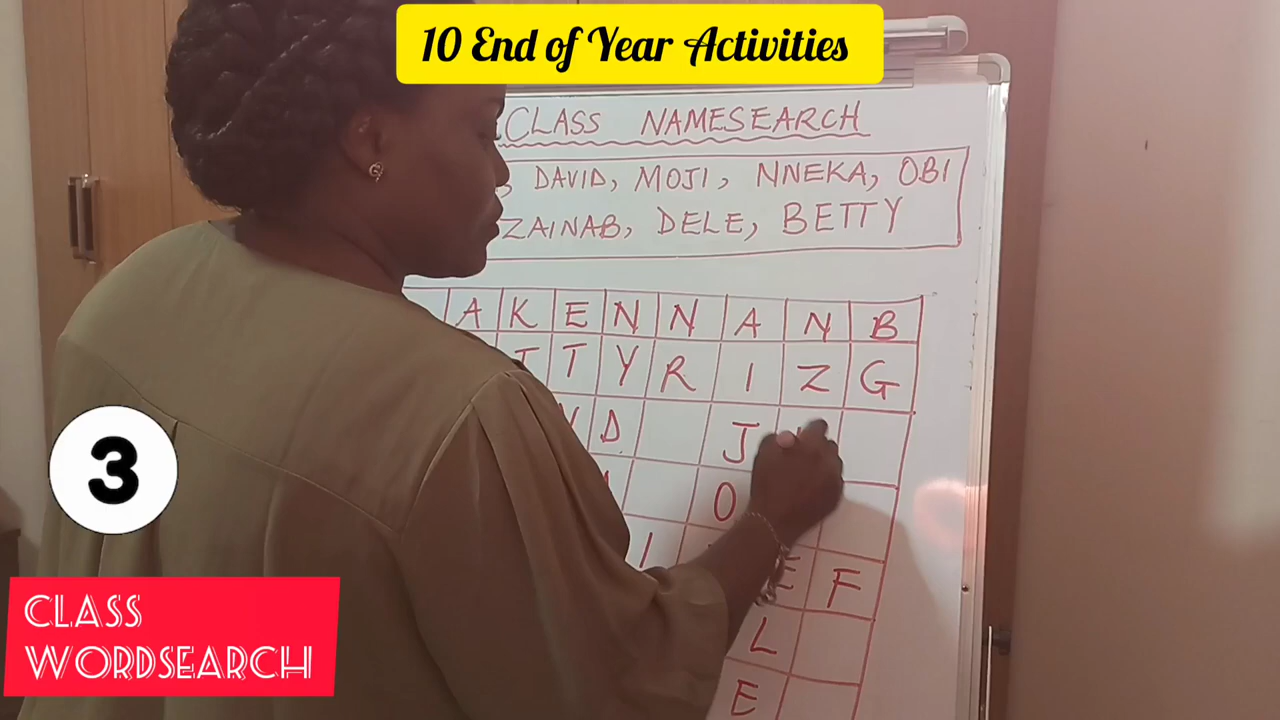 10 End of Year Activities
CLASS NAMESEARCH
, DAVID, MOJI, NNEKA, OBI
ZAINAB, DELE, BETTY
A K E N N A N B
T T Y R I Z G
D J
O
I E F
L
E
3
CLASS
WORDSEARCH